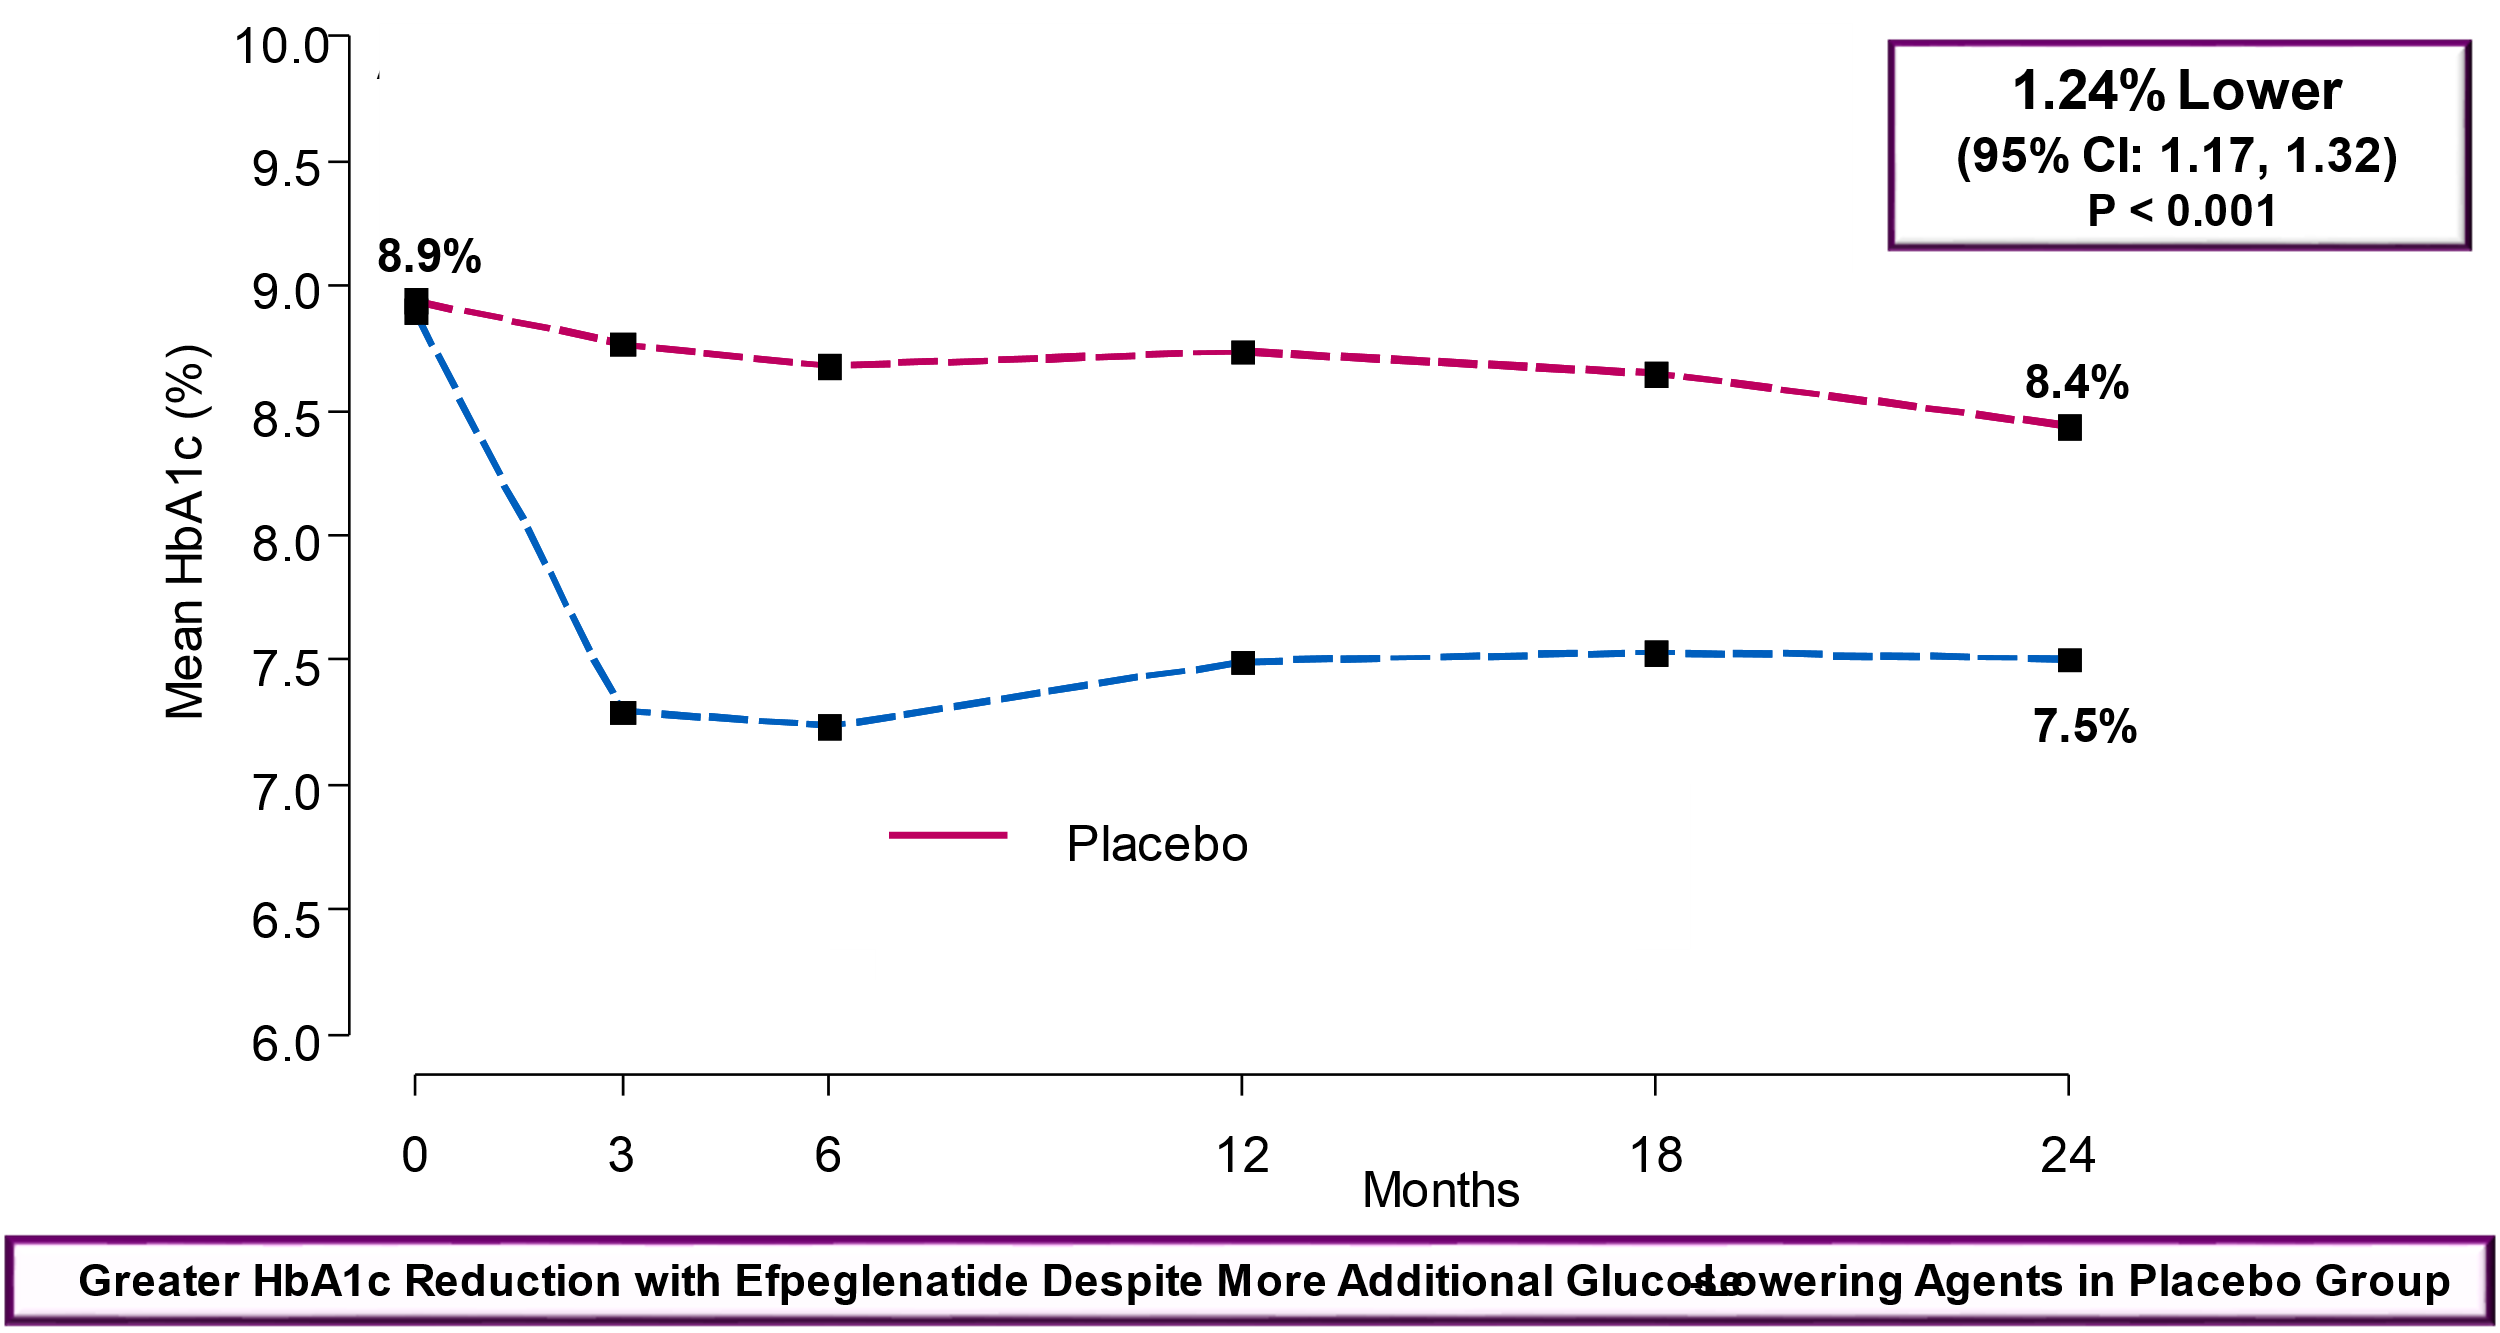 10.0
9.5
9.0
8.5
8.0
7.5
7.0
6.5
6.0
Mean HbA1c (%)
1.24% Lower
(95% CI: 1.17, 1.32)
P < 0.001
8.9%
8.4%
7.5%
Placebo
0 3 6 12 18 24
Months
Greater HbA1c Reduction with Efpeglenatide Despite More Additional Glucose-Lowering Agents in Placebo Group